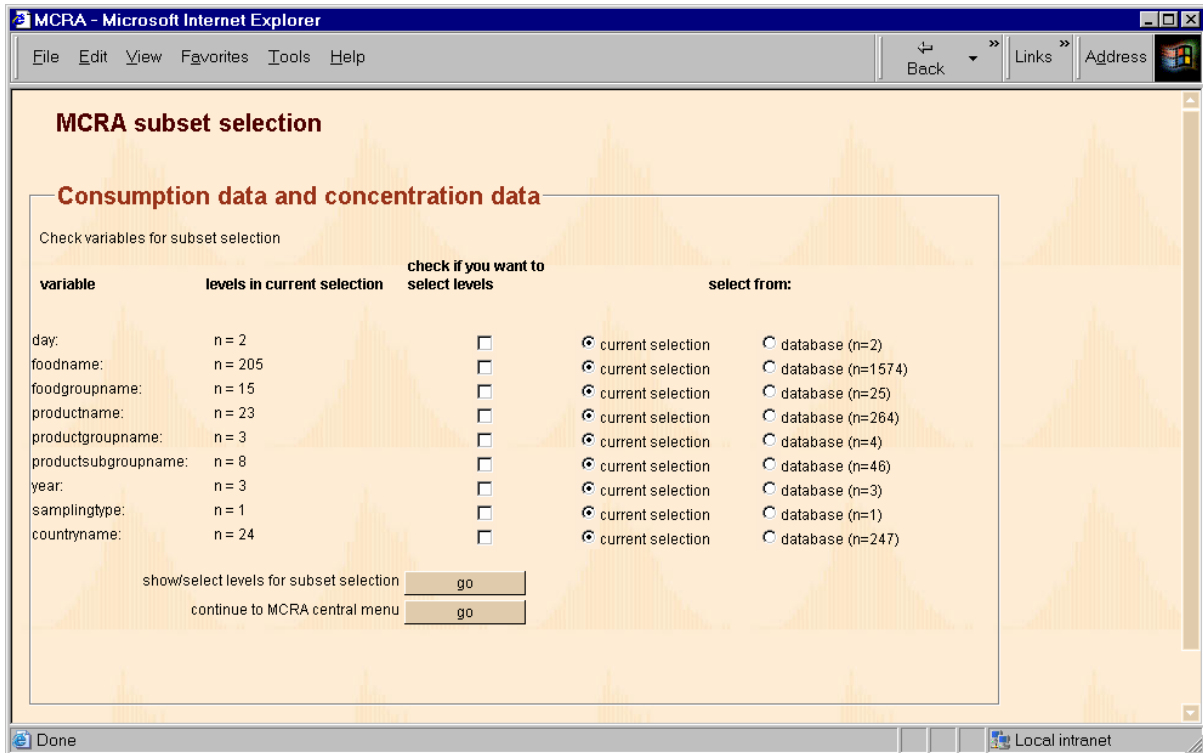 MCRA - Microsoft Internet Explorer
File Edit View Favorites Tools Help
Back
»
Links
»
Address
MCRA subset selection
Consumption data and concentration data
Check variables for subset selection
variable levels in current selection check if you want to select levels select from:
day: n = 2 current selection database (n=2)
foodname: n = 205 current selection database (n=1574)
foodgroupname: n = 15 current selection database (n=25)
productname: n = 23 current selection database (n=264)
productgroupname: n = 3 current selection database (n=4)
productsubgroupname: n = 8 current selection database (n=46)
year: n = 3 current selection database (n=3)
samplingtype: n = 1 current selection database (n=1)
countryname: n = 24 current selection database (n=247)
show/select levels for subset selection go
continue to MCRA central menu go
Done Local intranet